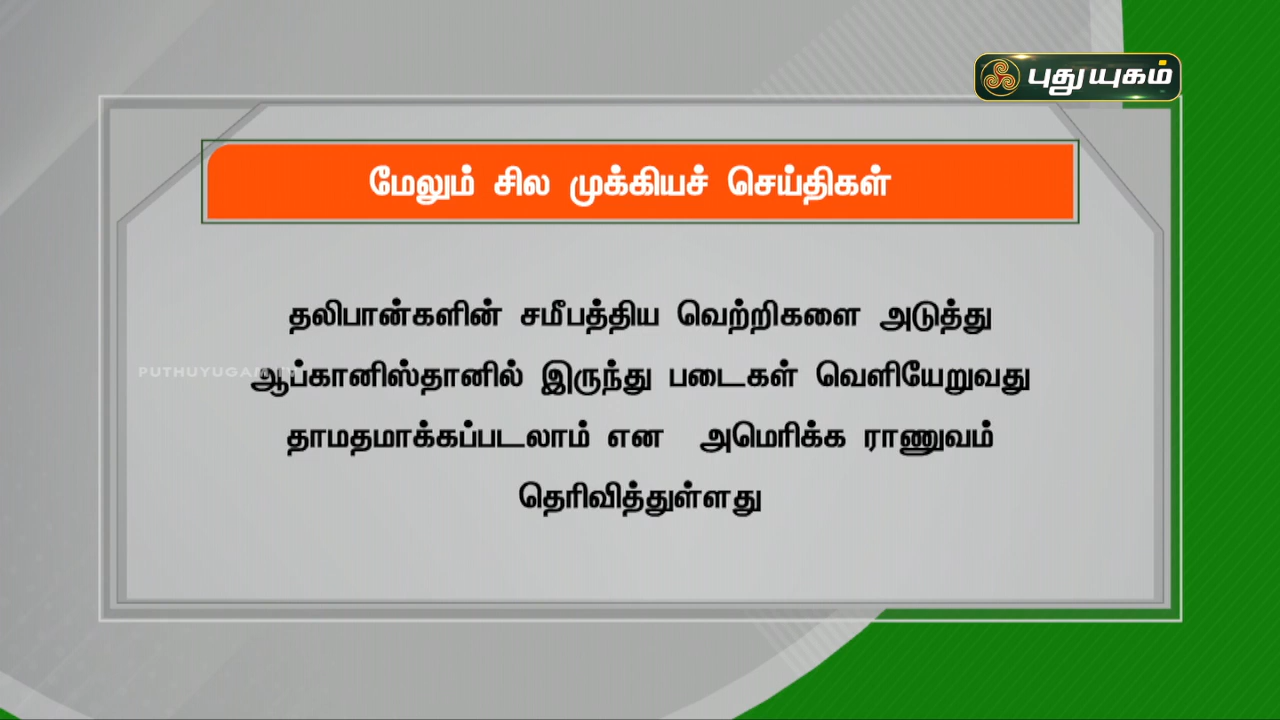 புதுயுகம்
மேலும் சில முக்கியச் செய்திகள்
தலிபான்களின் சமீபத்திய வெற்றிகளை அடுத்து
ஆப்கானிஸ்தானில் இருந்து படைகள் வெளியேறுவது
தாமதமாக்கப்படலாம் என அமெரிக்க ராணுவம்
தெரிவித்துள்ளது
PUTHUYUGAM